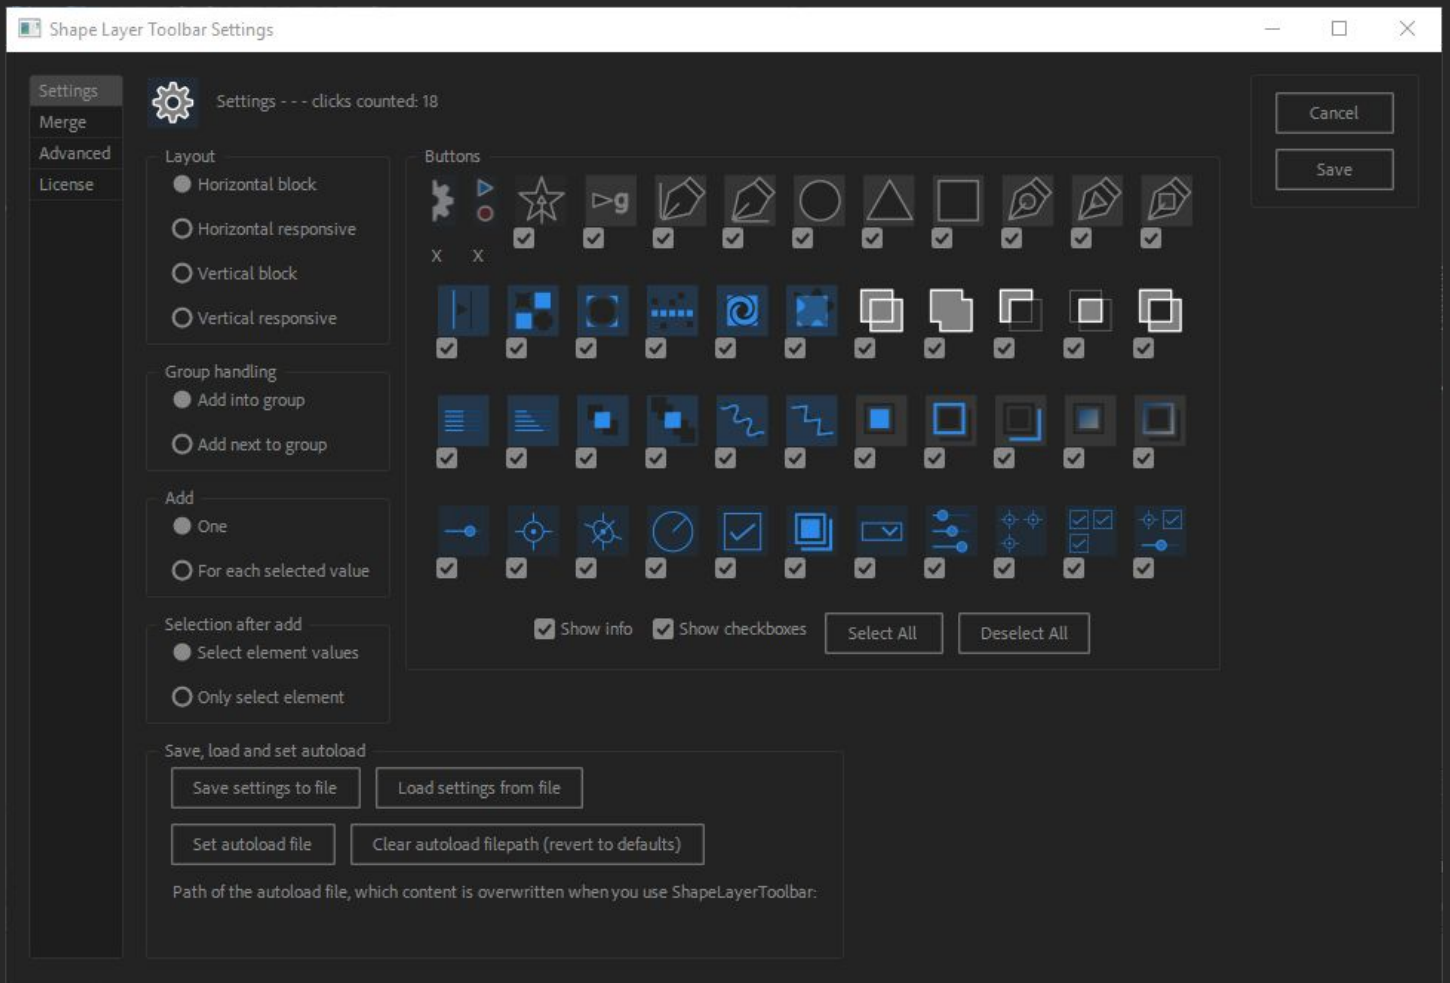 Shape Layer Toolbar Settings
Settings
Merge
Advanced
License
Settings - - - clicks counted: 18
Cancel
Save
Layout
Horizontal block
Horizontal responsive
Vertical block
Vertical responsive
Group handling
Add into group
Add next to group
Add
One
For each selected value
Selection after add
Select element values
Only select element
Buttons
g
X X
Show info Show checkboxes Select All Deselect All
Save, load and set autoload
Save settings to file Load settings from file
Set autoload file Clear autoload filepath (revert to defaults)
Path of the autoload file, which content is overwritten when you use ShapeLayerToolbar: